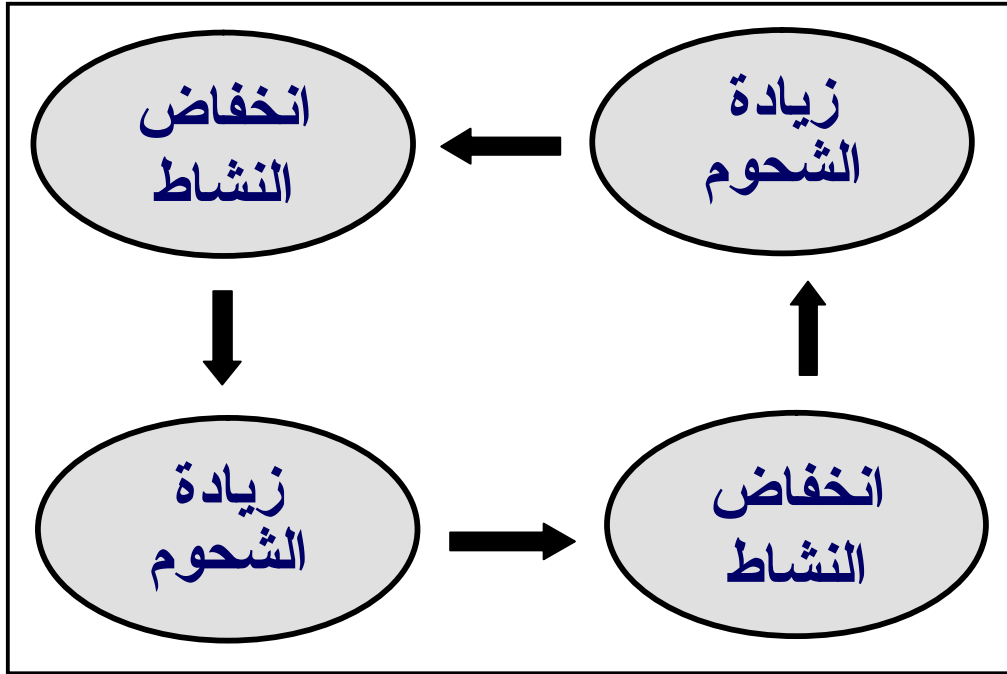 زيادة
الشحوم
انخفاض
النشاط
زيادة
الشحوم
انخفاض
النشاط